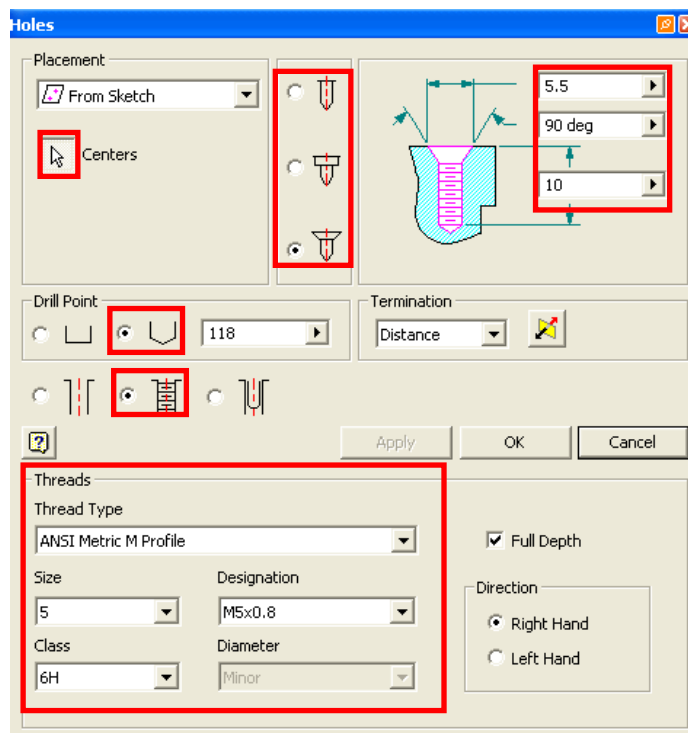 Holes
Placement
From Sketch
Centers
5.5
90 deg
10
Drill Point
118
Termination
Distance
Apply
OK
Cancel
Threads
Thread Type
ANSI Metric M Profile
Full Depth
Size
Designation
5
M5x0.8
Direction
Right Hand
Class
Diameter
Left Hand
6H
Minor